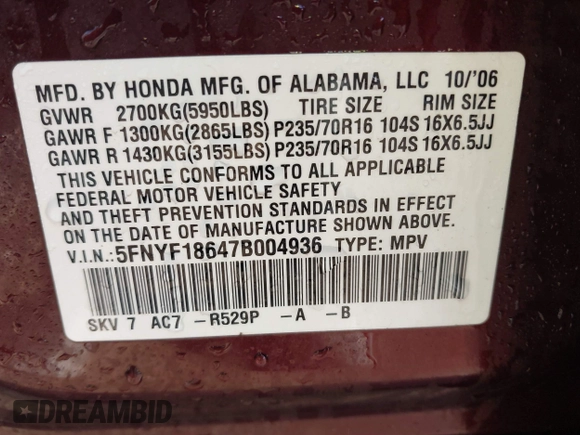 MFD. BY HONDA MFG. OF ALABAMA, LLC 10/'06
GVWR 2700KG(5950LBS) TIRE SIZE RIM SIZE
GAWR F 1300KG(2865LBS) P235/70R16 104S 16X6.5JJ
GAWR R 1430KG(3155LBS) P235/70R16 104S 16X6.5JJ
THIS VEHICLE CONFORMS TO ALL APPLICABLE
FEDERAL MOTOR VEHICLE SAFETY
AND THEFT PREVENTION STANDARDS IN EFFECT
ON THE DATE OF MANUFACTURE SHOWN ABOVE.
V.I.N.:5FNYF18647B004936 TYPE: MPV
SKV 7 AC7 -R529P -A -B
DREAMBID